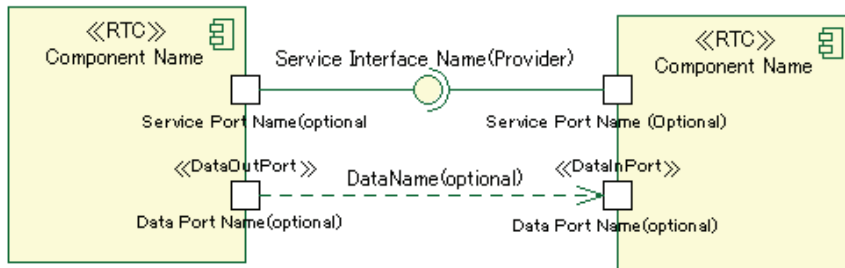 ≪RTC≫
Component Name
≪RTC≫
Component Name
Service Interface Name(Provider)
Service Port Name(optional
Service Port Name (Optional)
≪DataOutPort≫
≪DataInPort≫
DataName(optional)
Data Port Name(optional)
Data Port Name(optional)